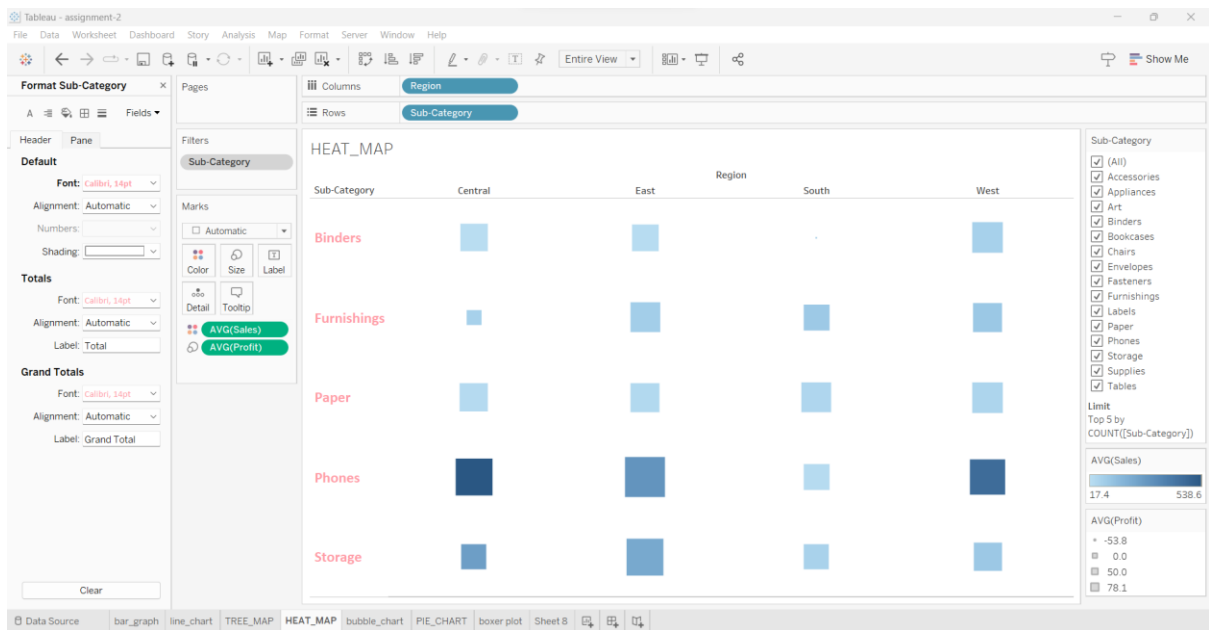 Tableau - assignment-2
File Data Worksheet Dashboard Story Analysis Map Format Server Window Help
Entire View
Show Me
Format Sub-Category
Fields
Header Pane
Default
Font: Calibri, 14pt
Alignment: Automatic
Numbers:
Shading:
Totals
Font: Calibri, 14pt
Alignment: Automatic
Label: Total
Grand Totals
Font: Calibri, 14pt
Alignment: Automatic
Label: Grand Total
Clear
Pages
Filters
Sub-Category
Marks
Automatic
Color Size Label
Detail Tooltip
AVG(Sales)
AVG(Profit)
Columns Region
Rows Sub-Category
HEAT_MAP
Region
Sub-Category Central East South West
Binders
Furnishings
Paper
Phones
Storage
Sub-Category
(All)
Accessories
Appliances
Art
Binders
Bookcases
Chairs
Envelopes
Fasteners
Furnishings
Labels
Paper
Phones
Storage
Supplies
Tables
Limit
Top 5 by
COUNT([Sub-Category])
AVG(Sales)
17.4 538.6
AVG(Profit)
-53.8
0.0
50.0
78.1
Data Source bar_graph line_chart TREE_MAP HEAT_MAP bubble_chart PIE_CHART boxer plot Sheet 8